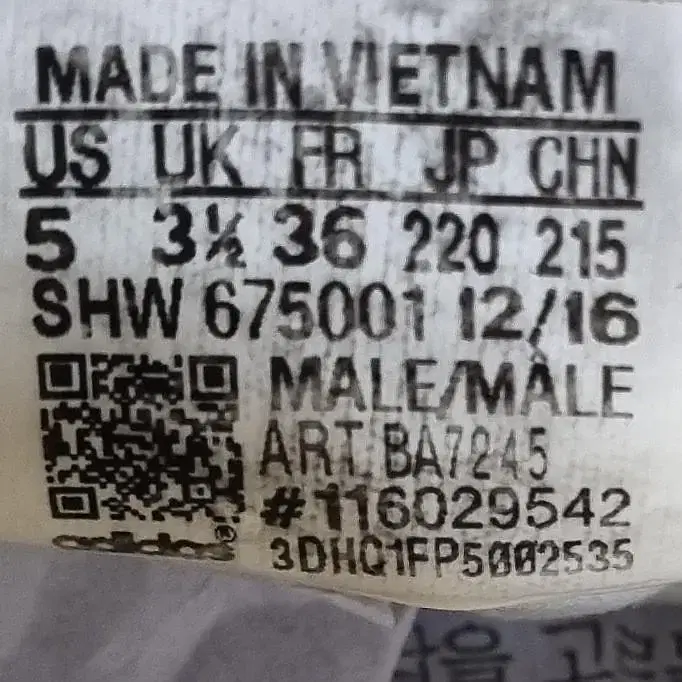 MADE IN VIETNAM
US UK FR JP CHN
5 3½ 36 220 215
SHW 675001 12/16
MALE/MÂLE
ART. BA7245
#116029542
adidas®
3DHQ1FP5002535